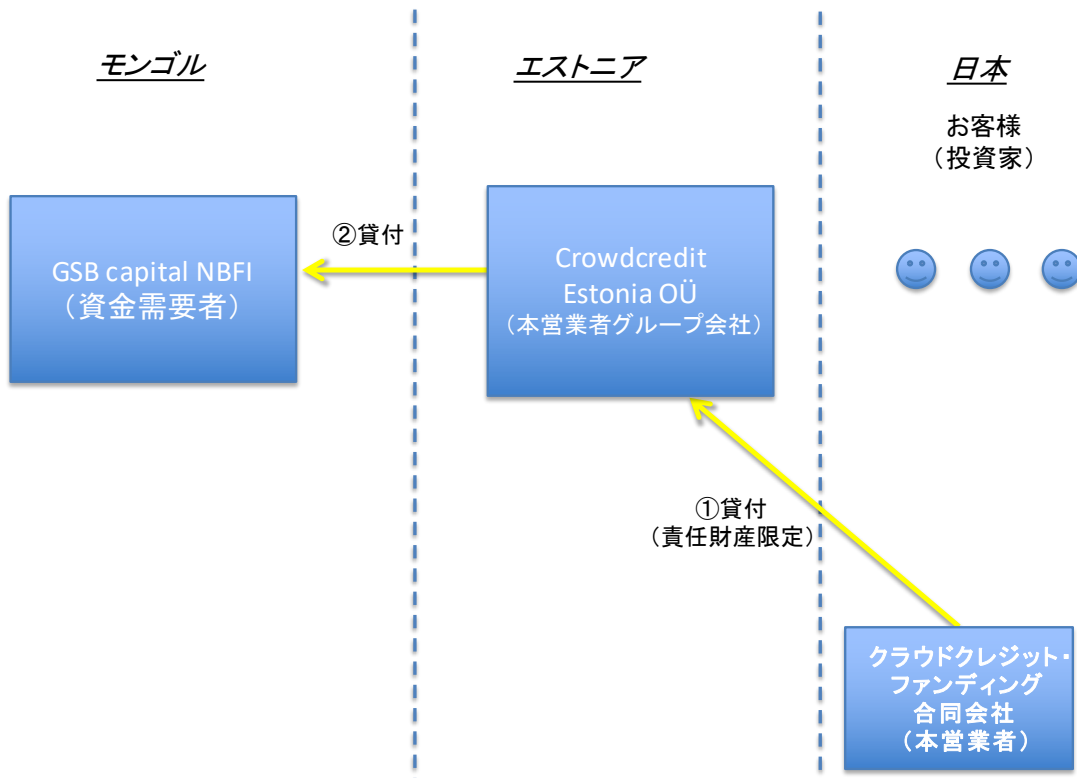 モンゴル
エストニア
日本
お客様
（投資家）
②貸付
GSB capital NBFI
（資金需要者）
Crowdcredit
Estonia OÜ
（本営業者グループ会社）
①貸付
（責任財産限定）
クラウドクレジット・
ファンディング
合同会社
（本営業者）